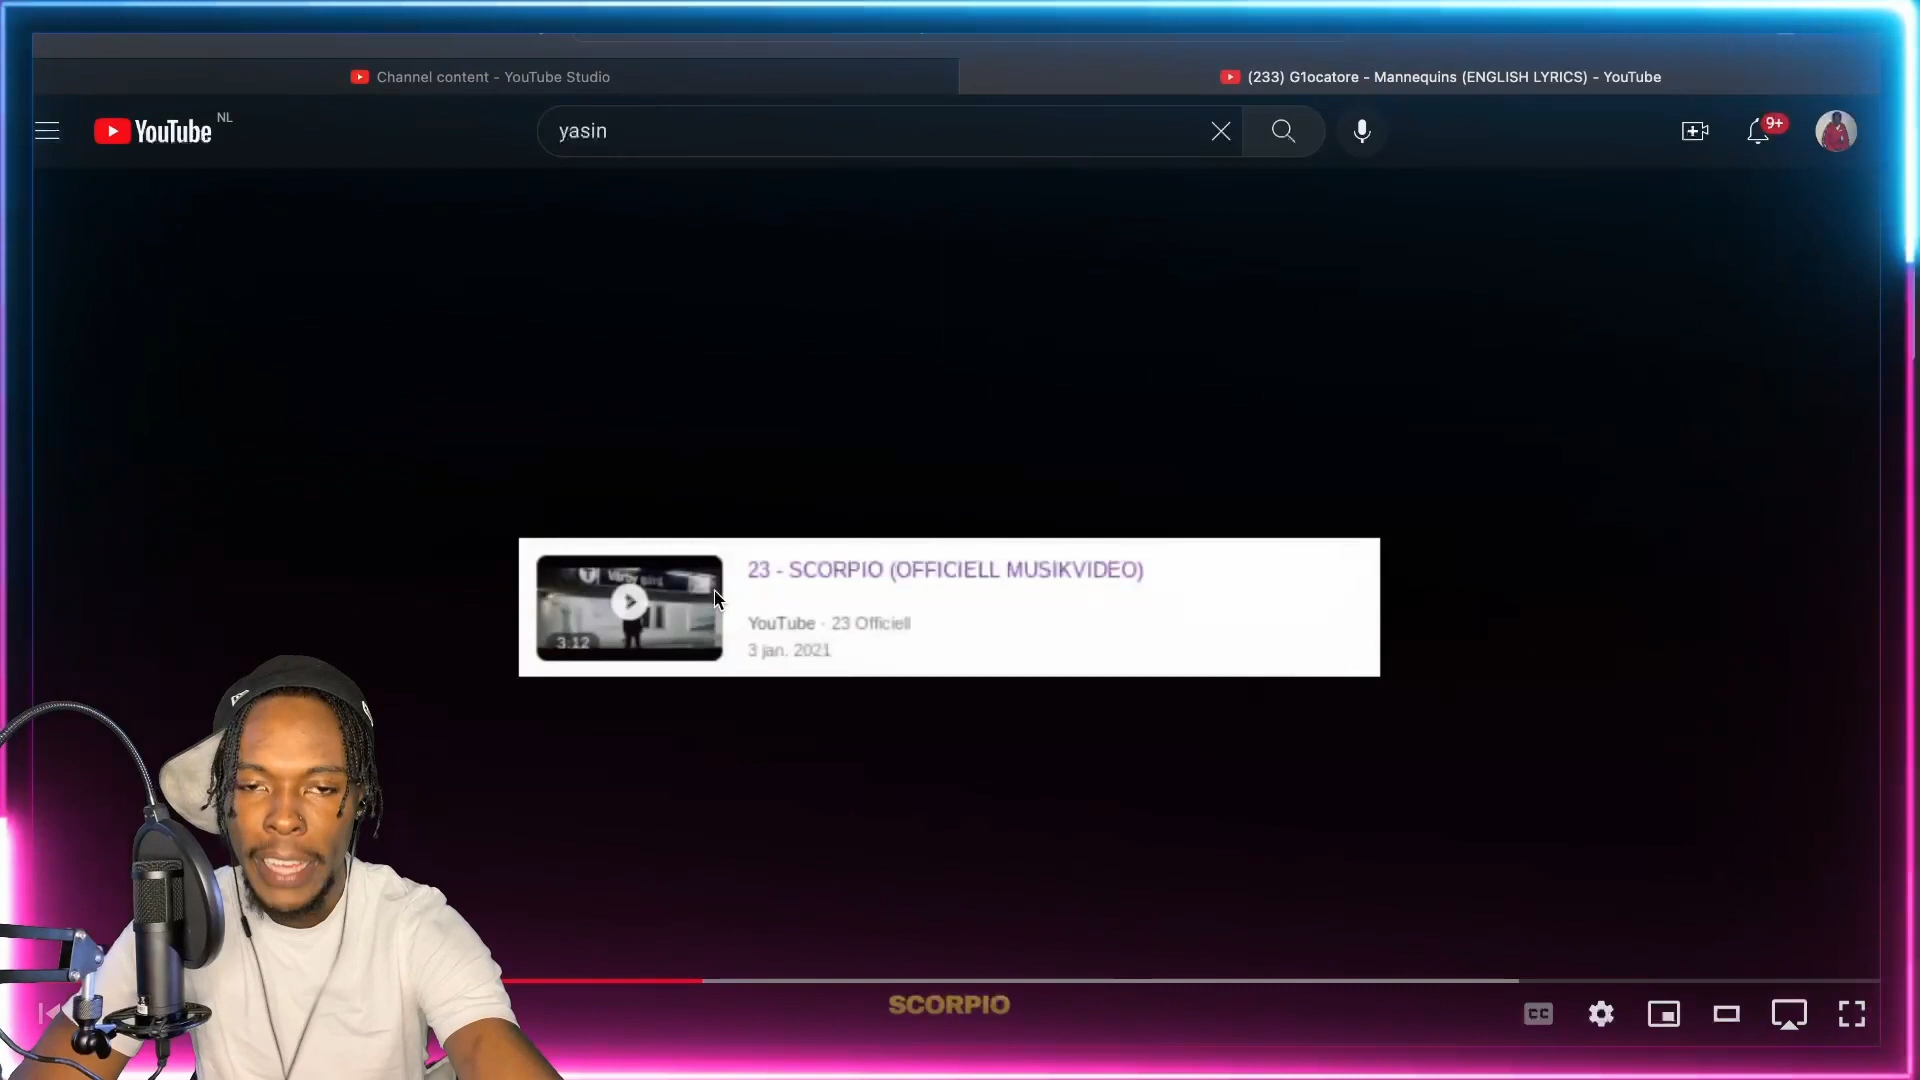 Channel content - YouTube Studio
(233) G1ocatore - Mannequins (ENGLISH LYRICS) - YouTube
YouTube NL
yasin
9+
23 - SCORPIO (OFFICIELL MUSIKVIDEO)
YouTube · 23 Officiell
3 jan. 2021
3:12
SCORPIO
CC